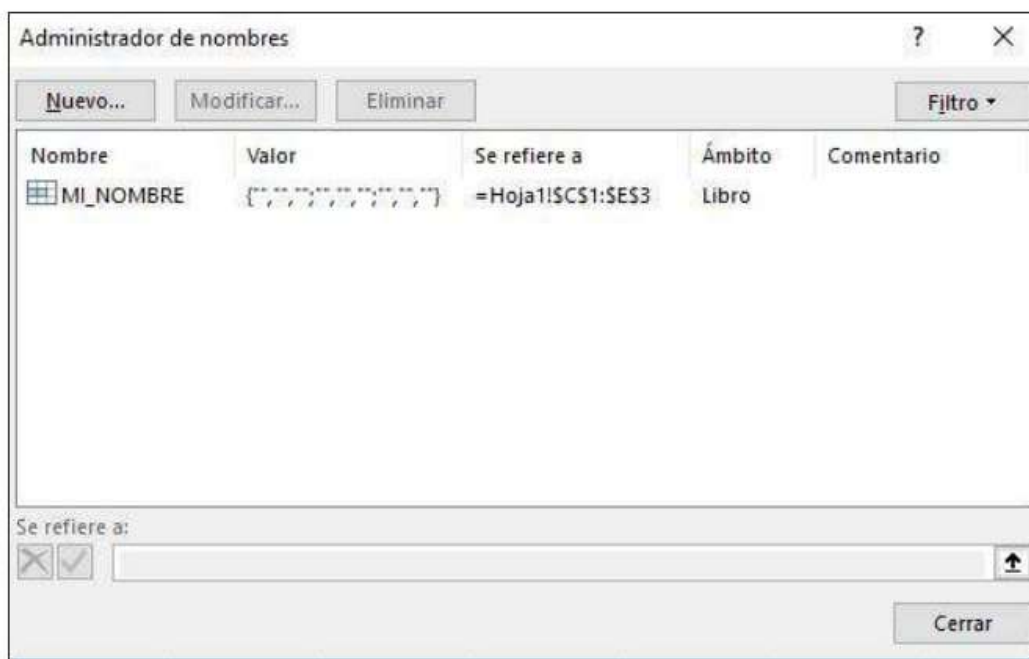 Administrador de nombres ?
Nuevo... Modificar... Eliminar Filtro
Nombre Valor Se refiere a Ámbito Comentario
MI_NOMBRE {"","","";"","","";"","",""} =Hoja1!$C$1:$E$3 Libro
Se refiere a:
Cerrar